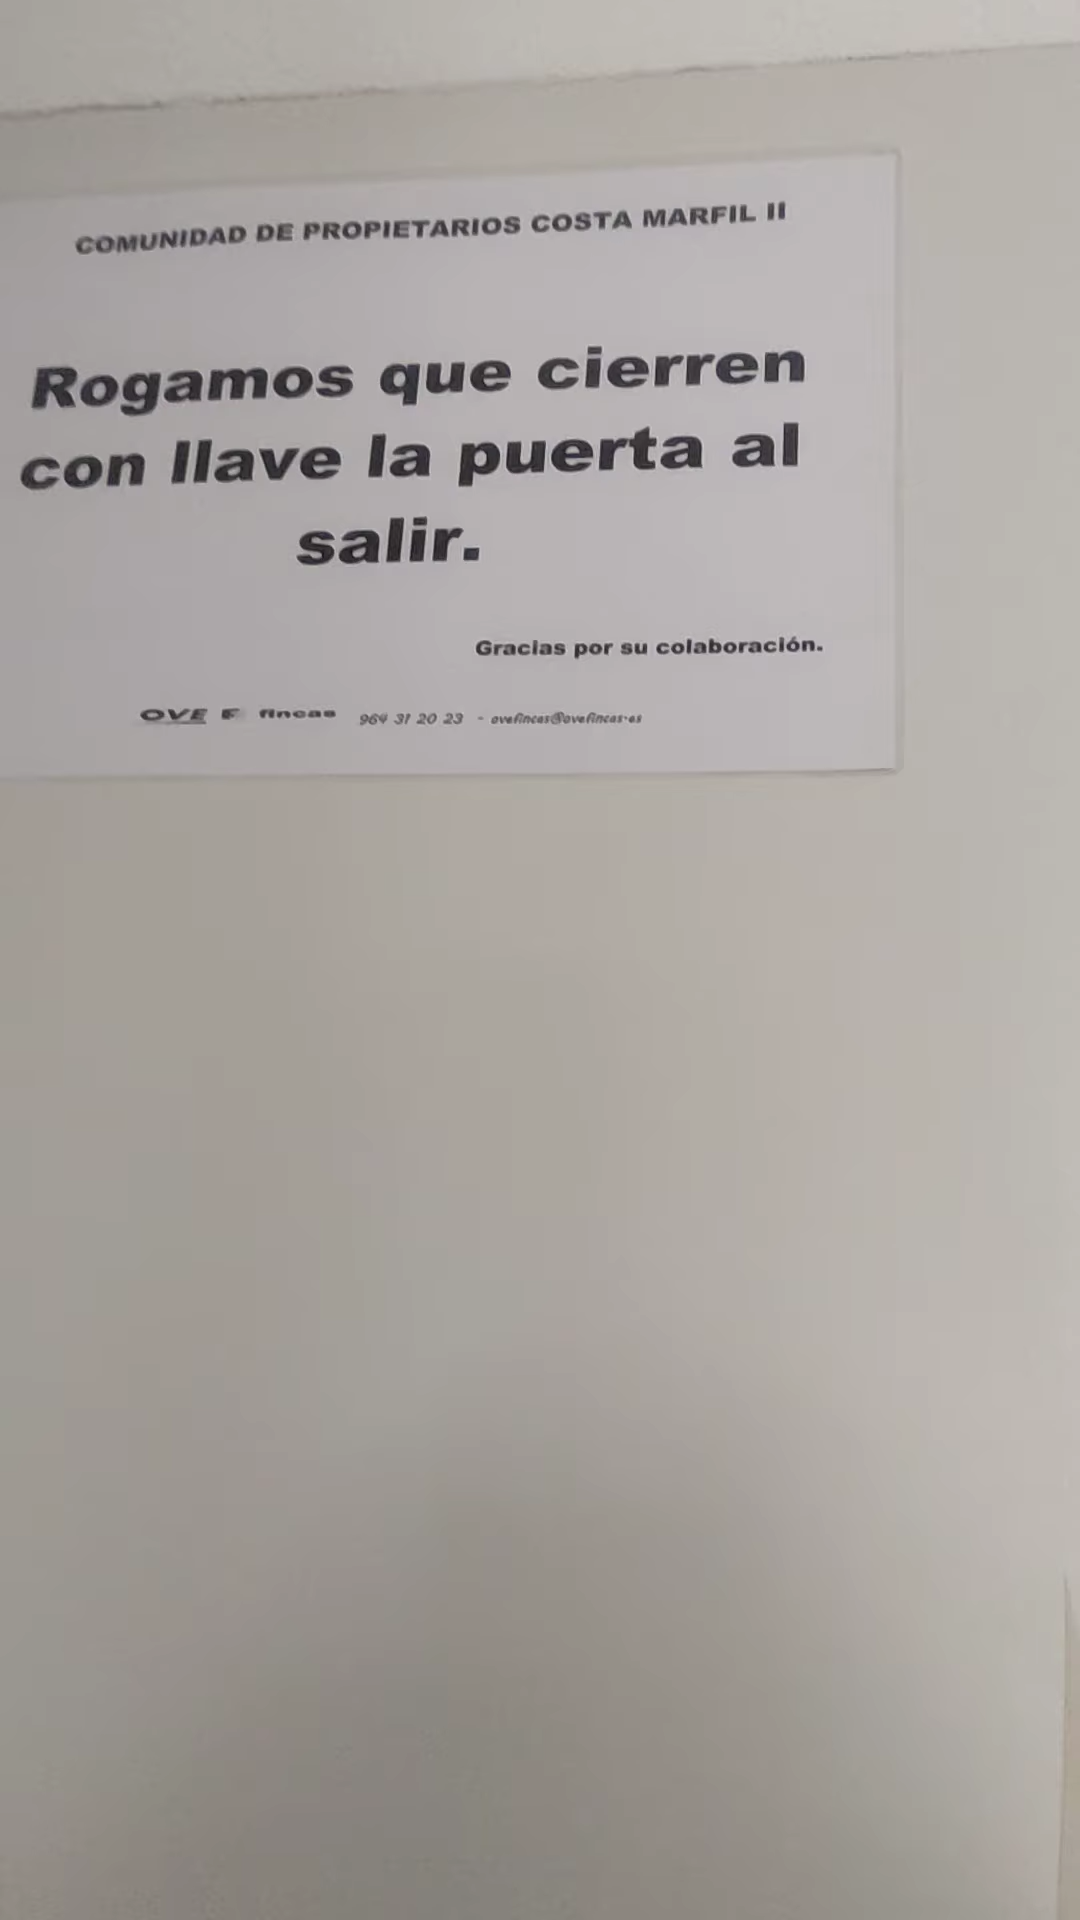 COMUNIDAD DE PROPIETARIOS COSTA MARFIL II
Rogamos que cierren
con llave la puerta al
salir.
Gracias por su colaboración.
OVE F fincas 964 31 20 23 - ovefincas@ovefincas.es